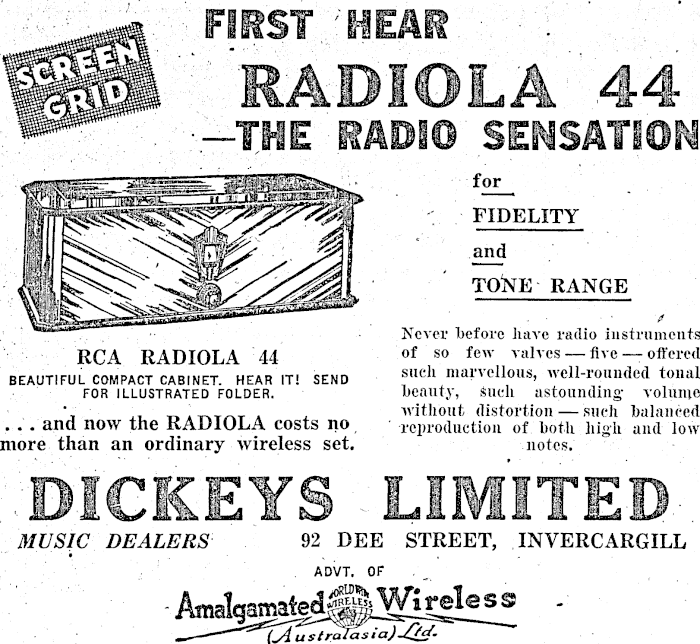 FIRST HEAR
SCREEN
GRID
RADIOLA 44
—THE RADIO SENSATION
for
FIDELITY
and
TONE RANGE
RCA RADIOLA 44
BEAUTIFUL COMPACT CABINET. HEAR IT! SEND
FOR ILLUSTRATED FOLDER.
. . . and now the RADIOLA costs no
more than an ordinary wireless set.
Never before have radio instruments
of so few valves — five — offered
such marvellous, well-rounded tonal
beauty, such astounding volume
without distortion — such balanced
reproduction of both high and low
notes.
DICKEYS LIMITED
MUSIC DEALERS 92 DEE STREET, INVERCARGILL
ADVT. OF
Amalgamated WORLD WIDE WIRELESS Wireless
(Australasia) Ltd.